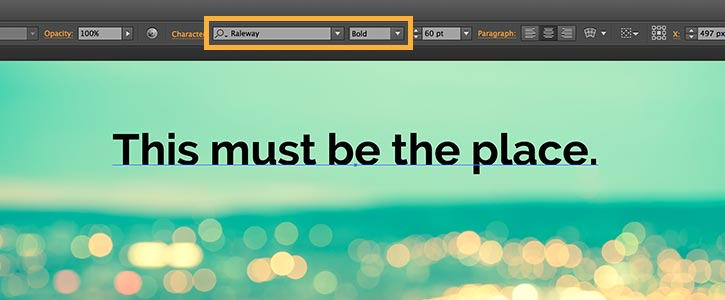 Opacity: 100% Character: Raleway Bold 60 pt Paragraph: X: 497 px
This must be the place.